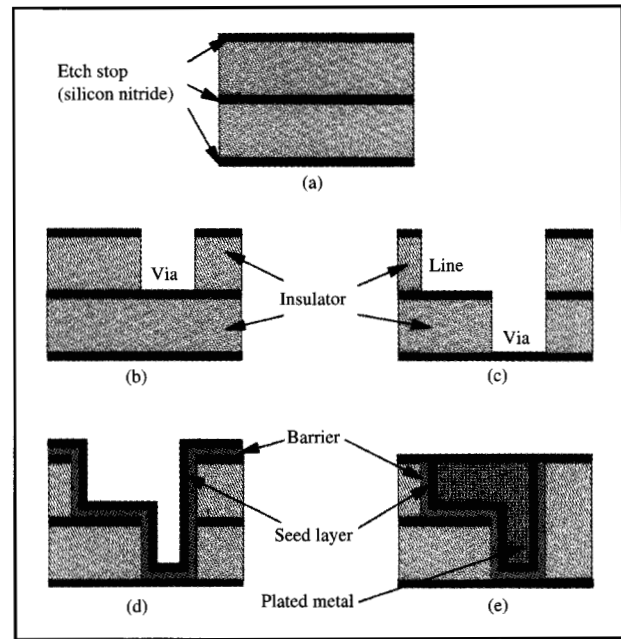 Etch stop
(silicon nitride)
(a)
Via
Insulator
Line
Via
(b)
(c)
Barrier
Seed layer
Plated metal
(d)
(e)